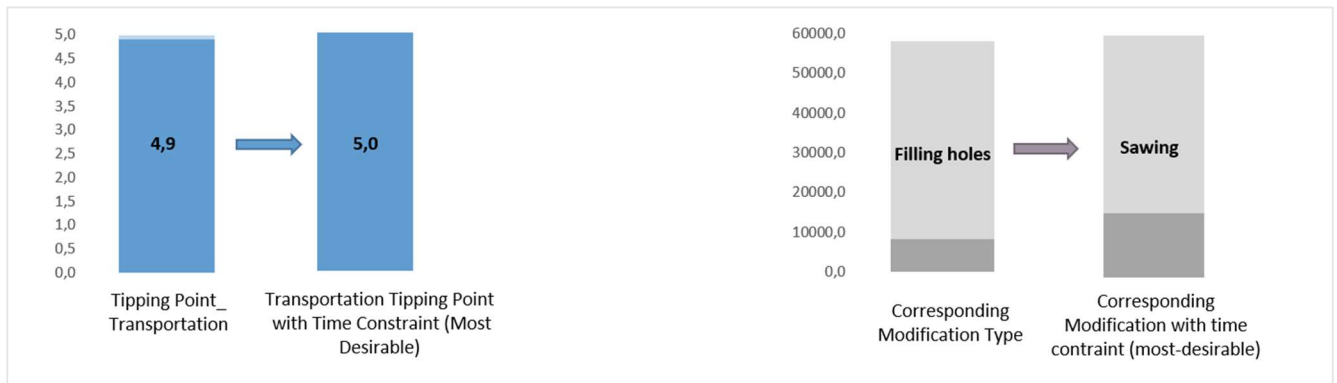 5,0
4,5
4,0
3,5
3,0
2,5
2,0
1,5
1,0
0,5
0,0
4,9
5,0
Tipping Point_
Transportation
Transportation Tipping Point
with Time Constraint (Most
Desirable)
60000,0
50000,0
40000,0
30000,0
20000,0
10000,0
0,0
Filling holes
Sawing
Corresponding
Modification Type
Corresponding
Modification with time
contraint (most-desirable)